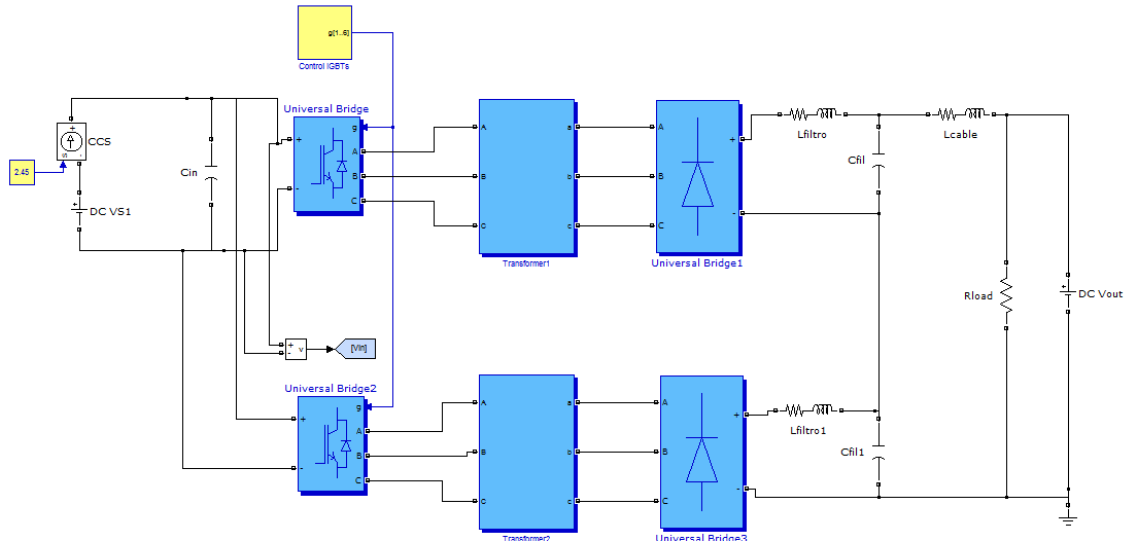 g[1..6]
Control IGBTs
Universal Bridge
g
A
B
C
+
-
CCS
+
s
-
2.45
DC VS1
Cin
A
B
C
a
b
c
Transformer1
A
B
C
+
-
Universal Bridge1
Lfiltro
Cfil
Lcable
Rload
DC Vout
+
-
v
[Vin]
Universal Bridge2
g
A
B
C
+
-
A
B
C
a
b
c
Transformer2
A
B
C
+
-
Universal Bridge3
Lfiltro1
Cfil1